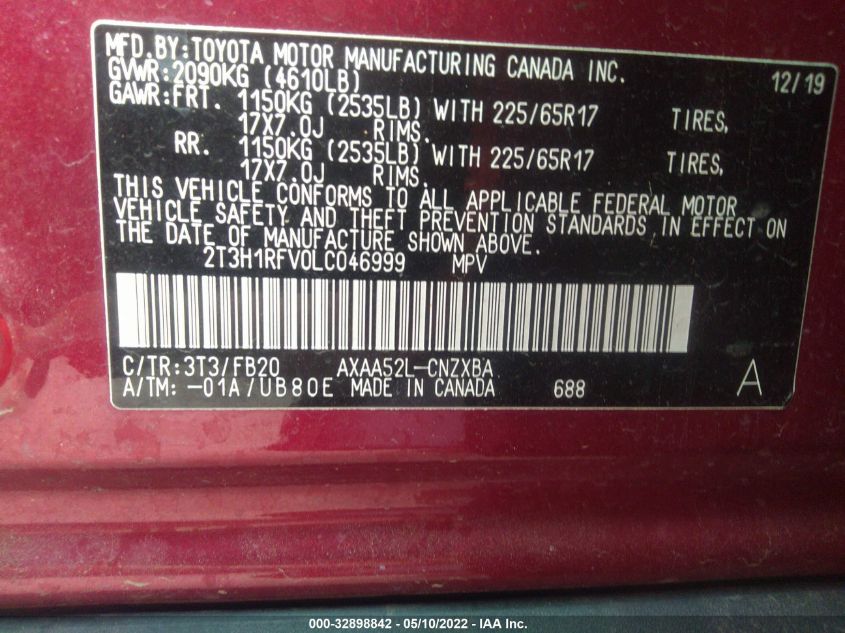 MFD. BY: TOYOTA MOTOR MANUFACTURING CANADA INC.
GVWR: 2090KG (4610LB) 12/19
GAWR: FRT. 1150KG (2535LB) WITH 225/65R17 TIRES,
17X7.0J RIMS.
RR. 1150KG (2535LB) WITH 225/65R17 TIRES,
17X7.0J RIMS.
THIS VEHICLE CONFORMS TO ALL APPLICABLE FEDERAL MOTOR
VEHICLE SAFETY AND THEFT PREVENTION STANDARDS IN EFFECT ON
THE DATE OF MANUFACTURE SHOWN ABOVE.
2T3H1RFV0LC046999 MPV
C/TR: 3T3/FB20 AXAA52L-CNZXBA
A/TM: -01A/UB80E MADE IN CANADA 688 A
000-32898842 — 05/10/2022 — IAA Inc.